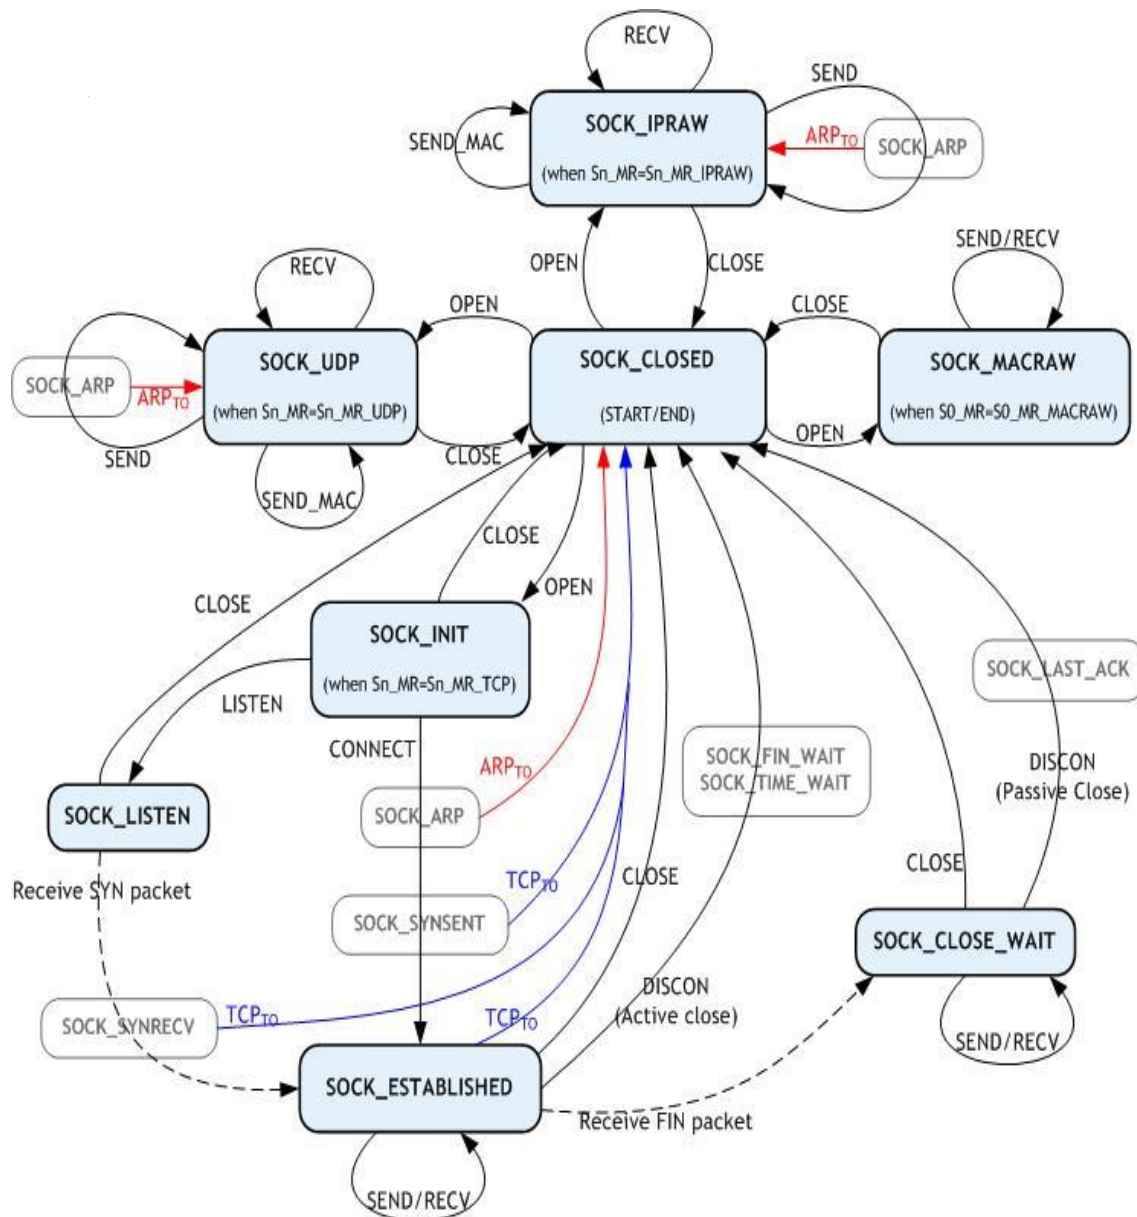 RECV
SEND
SOCK_IPRAW
SEND_MAC
ARPTO
SOCK_ARP
(when Sn_MR=Sn_MR_IPRAW)
SEND/RECV
OPEN
CLOSE
RECV
OPEN
CLOSE
SOCK_UDP
SOCK_CLOSED
SOCK_MACRAW
SOCK_ARP
ARPTO
(when Sn_MR=Sn_MR_UDP)
(START/END)
(when S0_MR=S0_MR_MACRAW)
OPEN
SEND
CLOSE
SEND_MAC
CLOSE
OPEN
CLOSE
SOCK_INIT
(when Sn_MR=Sn_MR_TCP)
SOCK_LAST_ACK
LISTEN
CONNECT
ARPTO
SOCK_FIN_WAIT
SOCK_TIME_WAIT
DISCON
(Passive Close)
SOCK_LISTEN
SOCK_ARP
CLOSE
CLOSE
TCPTO
Receive SYN packet
SOCK_SYNSENT
SOCK_CLOSE_WAIT
DISCON
(Active close)
TCPTO
TCPTO
SOCK_SYNRECV
SEND/RECV
SOCK_ESTABLISHED
Receive FIN packet
SEND/RECV